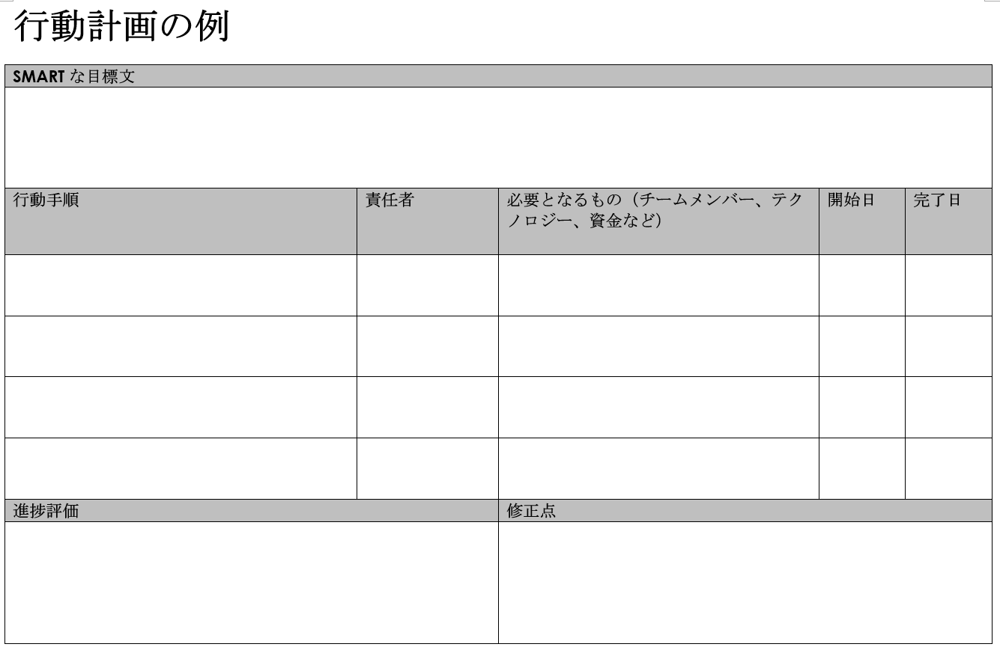 行動計画の例
SMART な目標文
行動手順
責任者
必要となるもの（チームメンバー、テク
ノロジー、資金など）
開始日
完了日
進捗評価
修正点